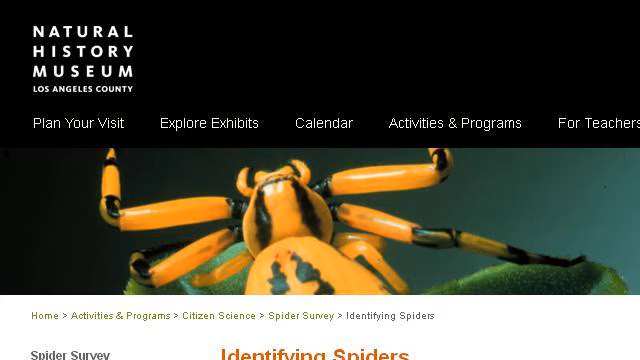 NATURAL
HISTORY
MUSEUM
LOS ANGELES COUNTY
Plan Your Visit Explore Exhibits Calendar Activities & Programs For Teachers
Home > Activities & Programs > Citizen Science > Spider Survey > Identifying Spiders
Spider Survey Identifying Spiders